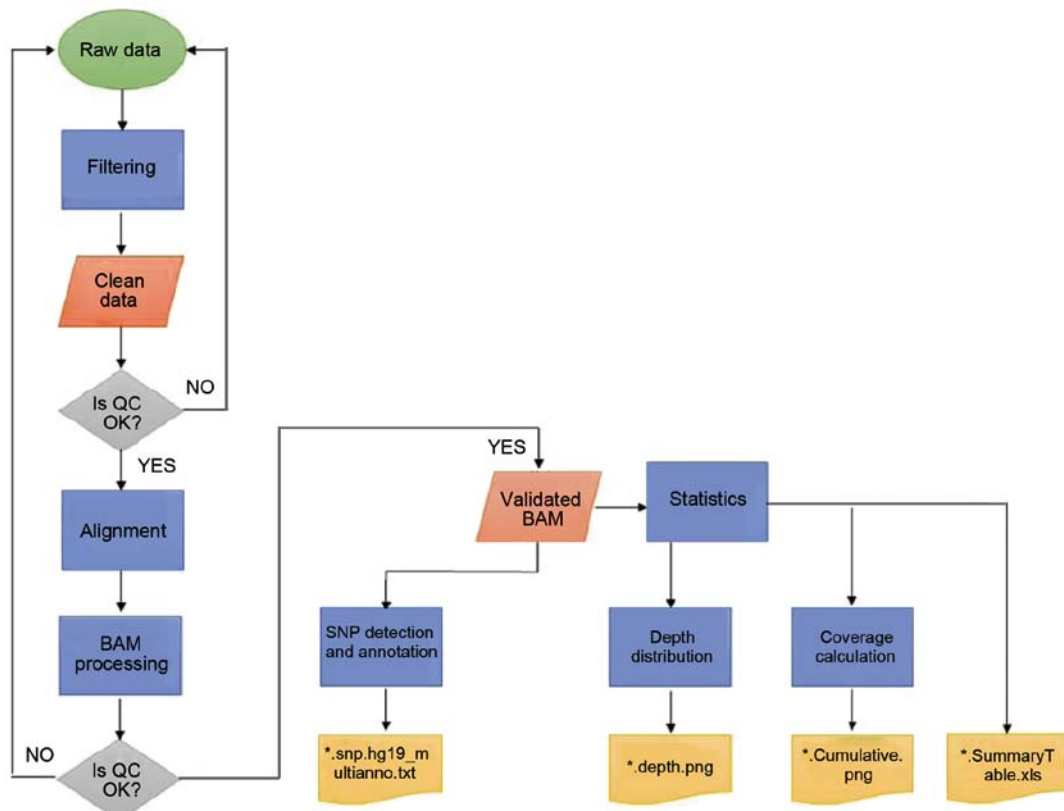 Raw data
Filtering
Clean
data
Is QC
OK?
NO
YES
Alignment
BAM
processing
Is QC
OK?
NO
YES
Validated
BAM
Statistics
SNP detection
and annotation
Depth
distribution
Coverage
calculation
*.snp.hg19_m
ultianno.txt
*.depth.png
*.Cumulative.
png
*.SummaryT
able.xls